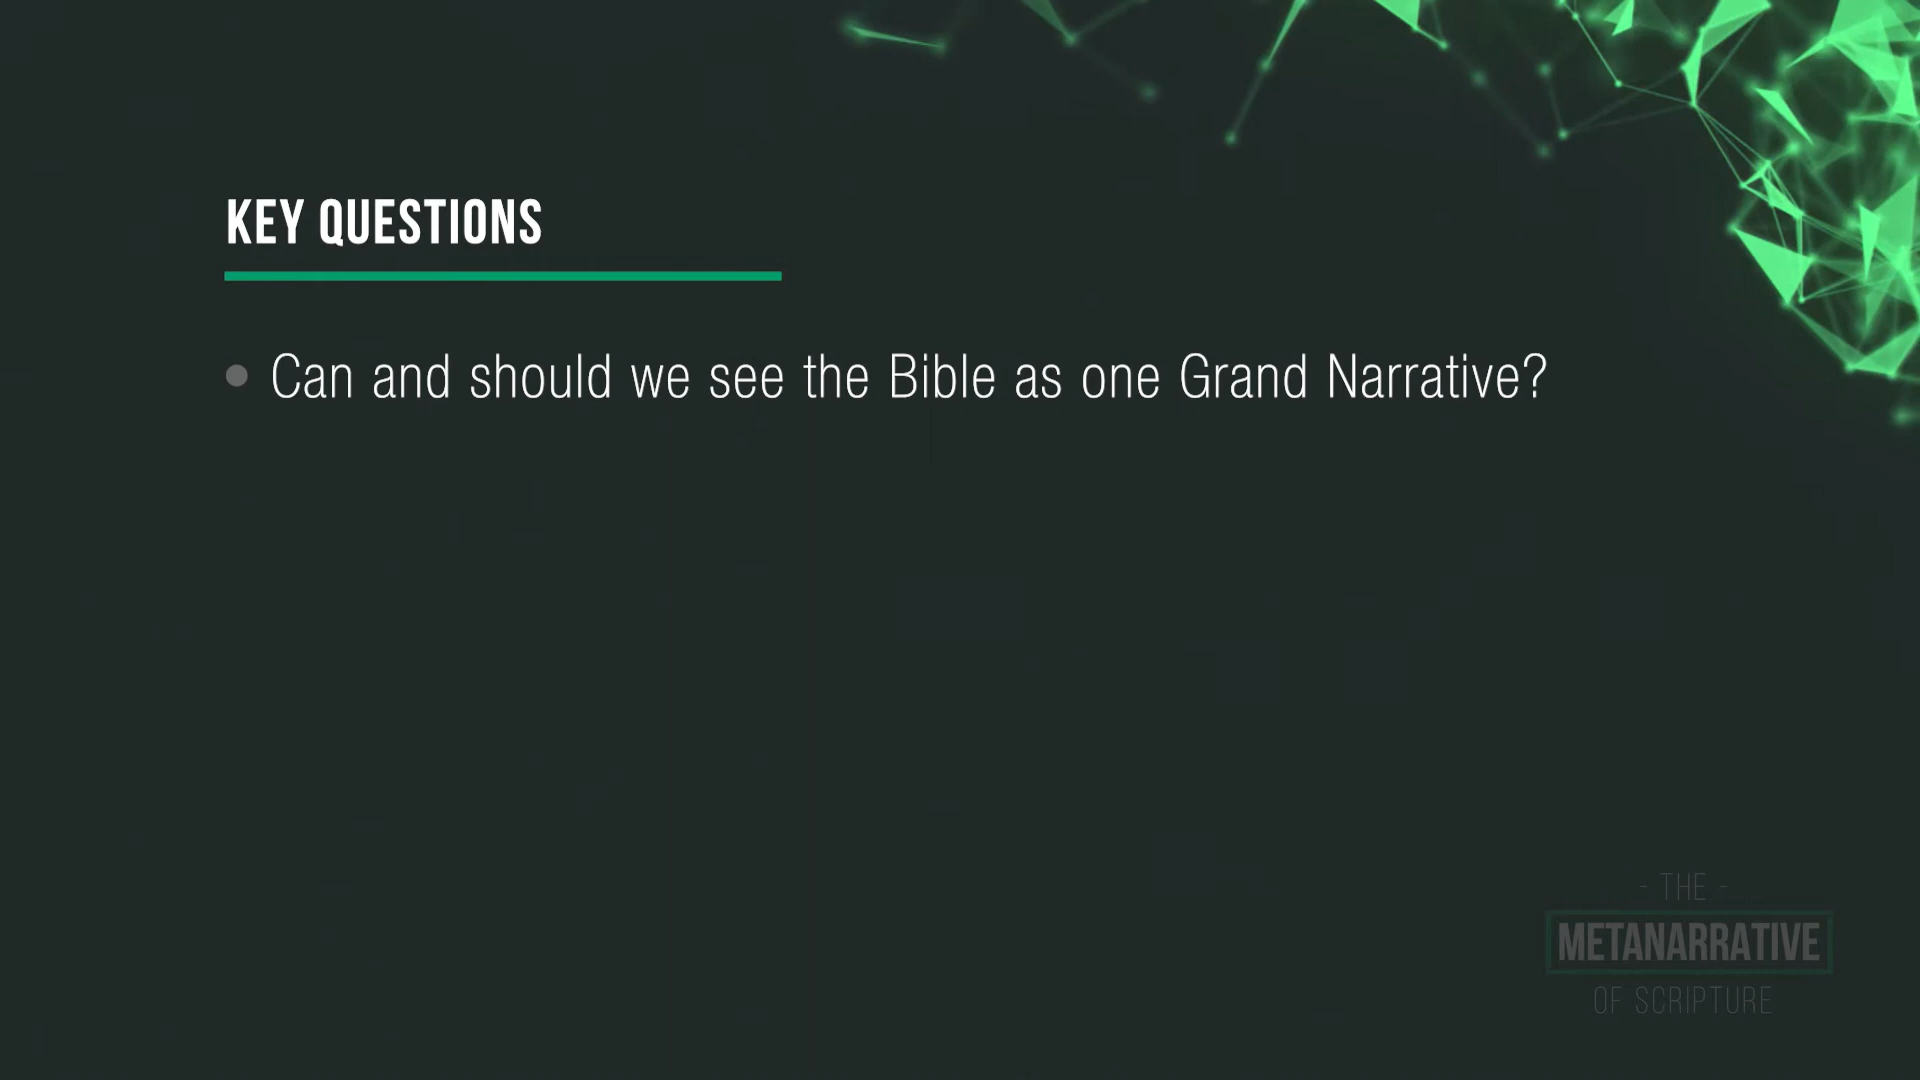 KEY QUESTIONS
Can and should we see the Bible as one Grand Narrative?
- THE -
METANARRATIVE
OF SCRIPTURE